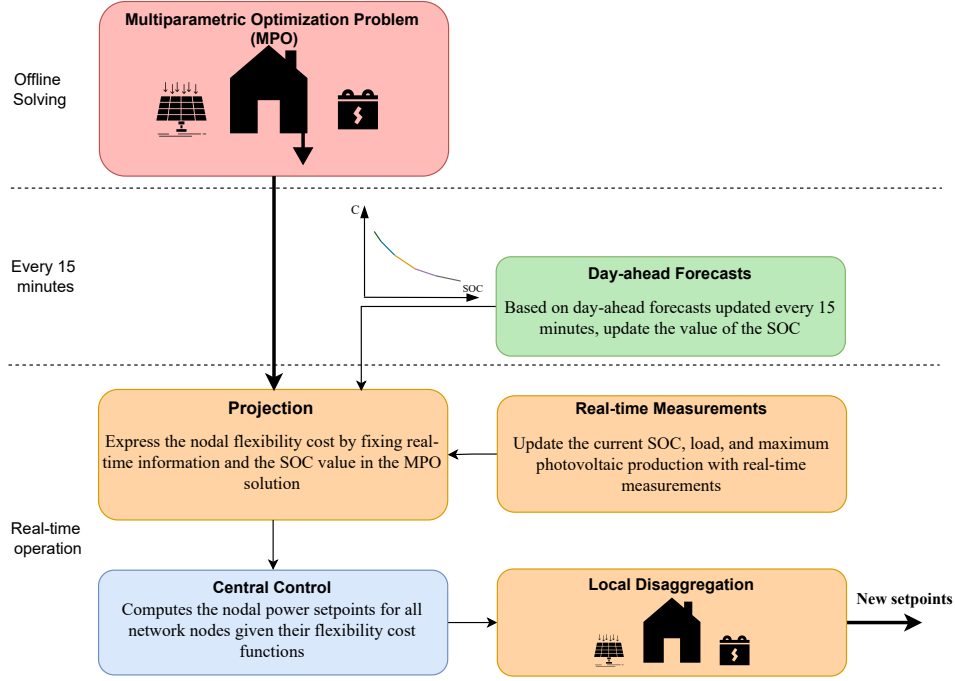 Multiparametric Optimization Problem
(MPO)
Offline
Solving
C
SOC
Every 15
minutes
Day-ahead Forecasts
Based on day-ahead forecasts updated every 15
minutes, update the value of the SOC
Projection
Express the nodal flexibility cost by fixing real-
time information and the SOC value in the MPO
solution
Real-time Measurements
Update the current SOC, load, and maximum
photovoltaic production with real-time
measurements
Real-time
operation
Central Control
Computes the nodal power setpoints for all
network nodes given their flexibility cost
functions
Local Disaggregation
New setpoints